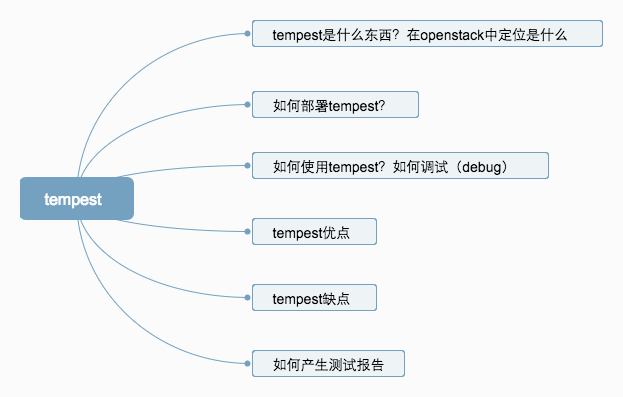 tempest是什么东西？在openstack中定位是什么
如何部署tempest?
如何使用tempest？如何调试（debug）
tempest
tempest优点
tempest缺点
如何产生测试报告